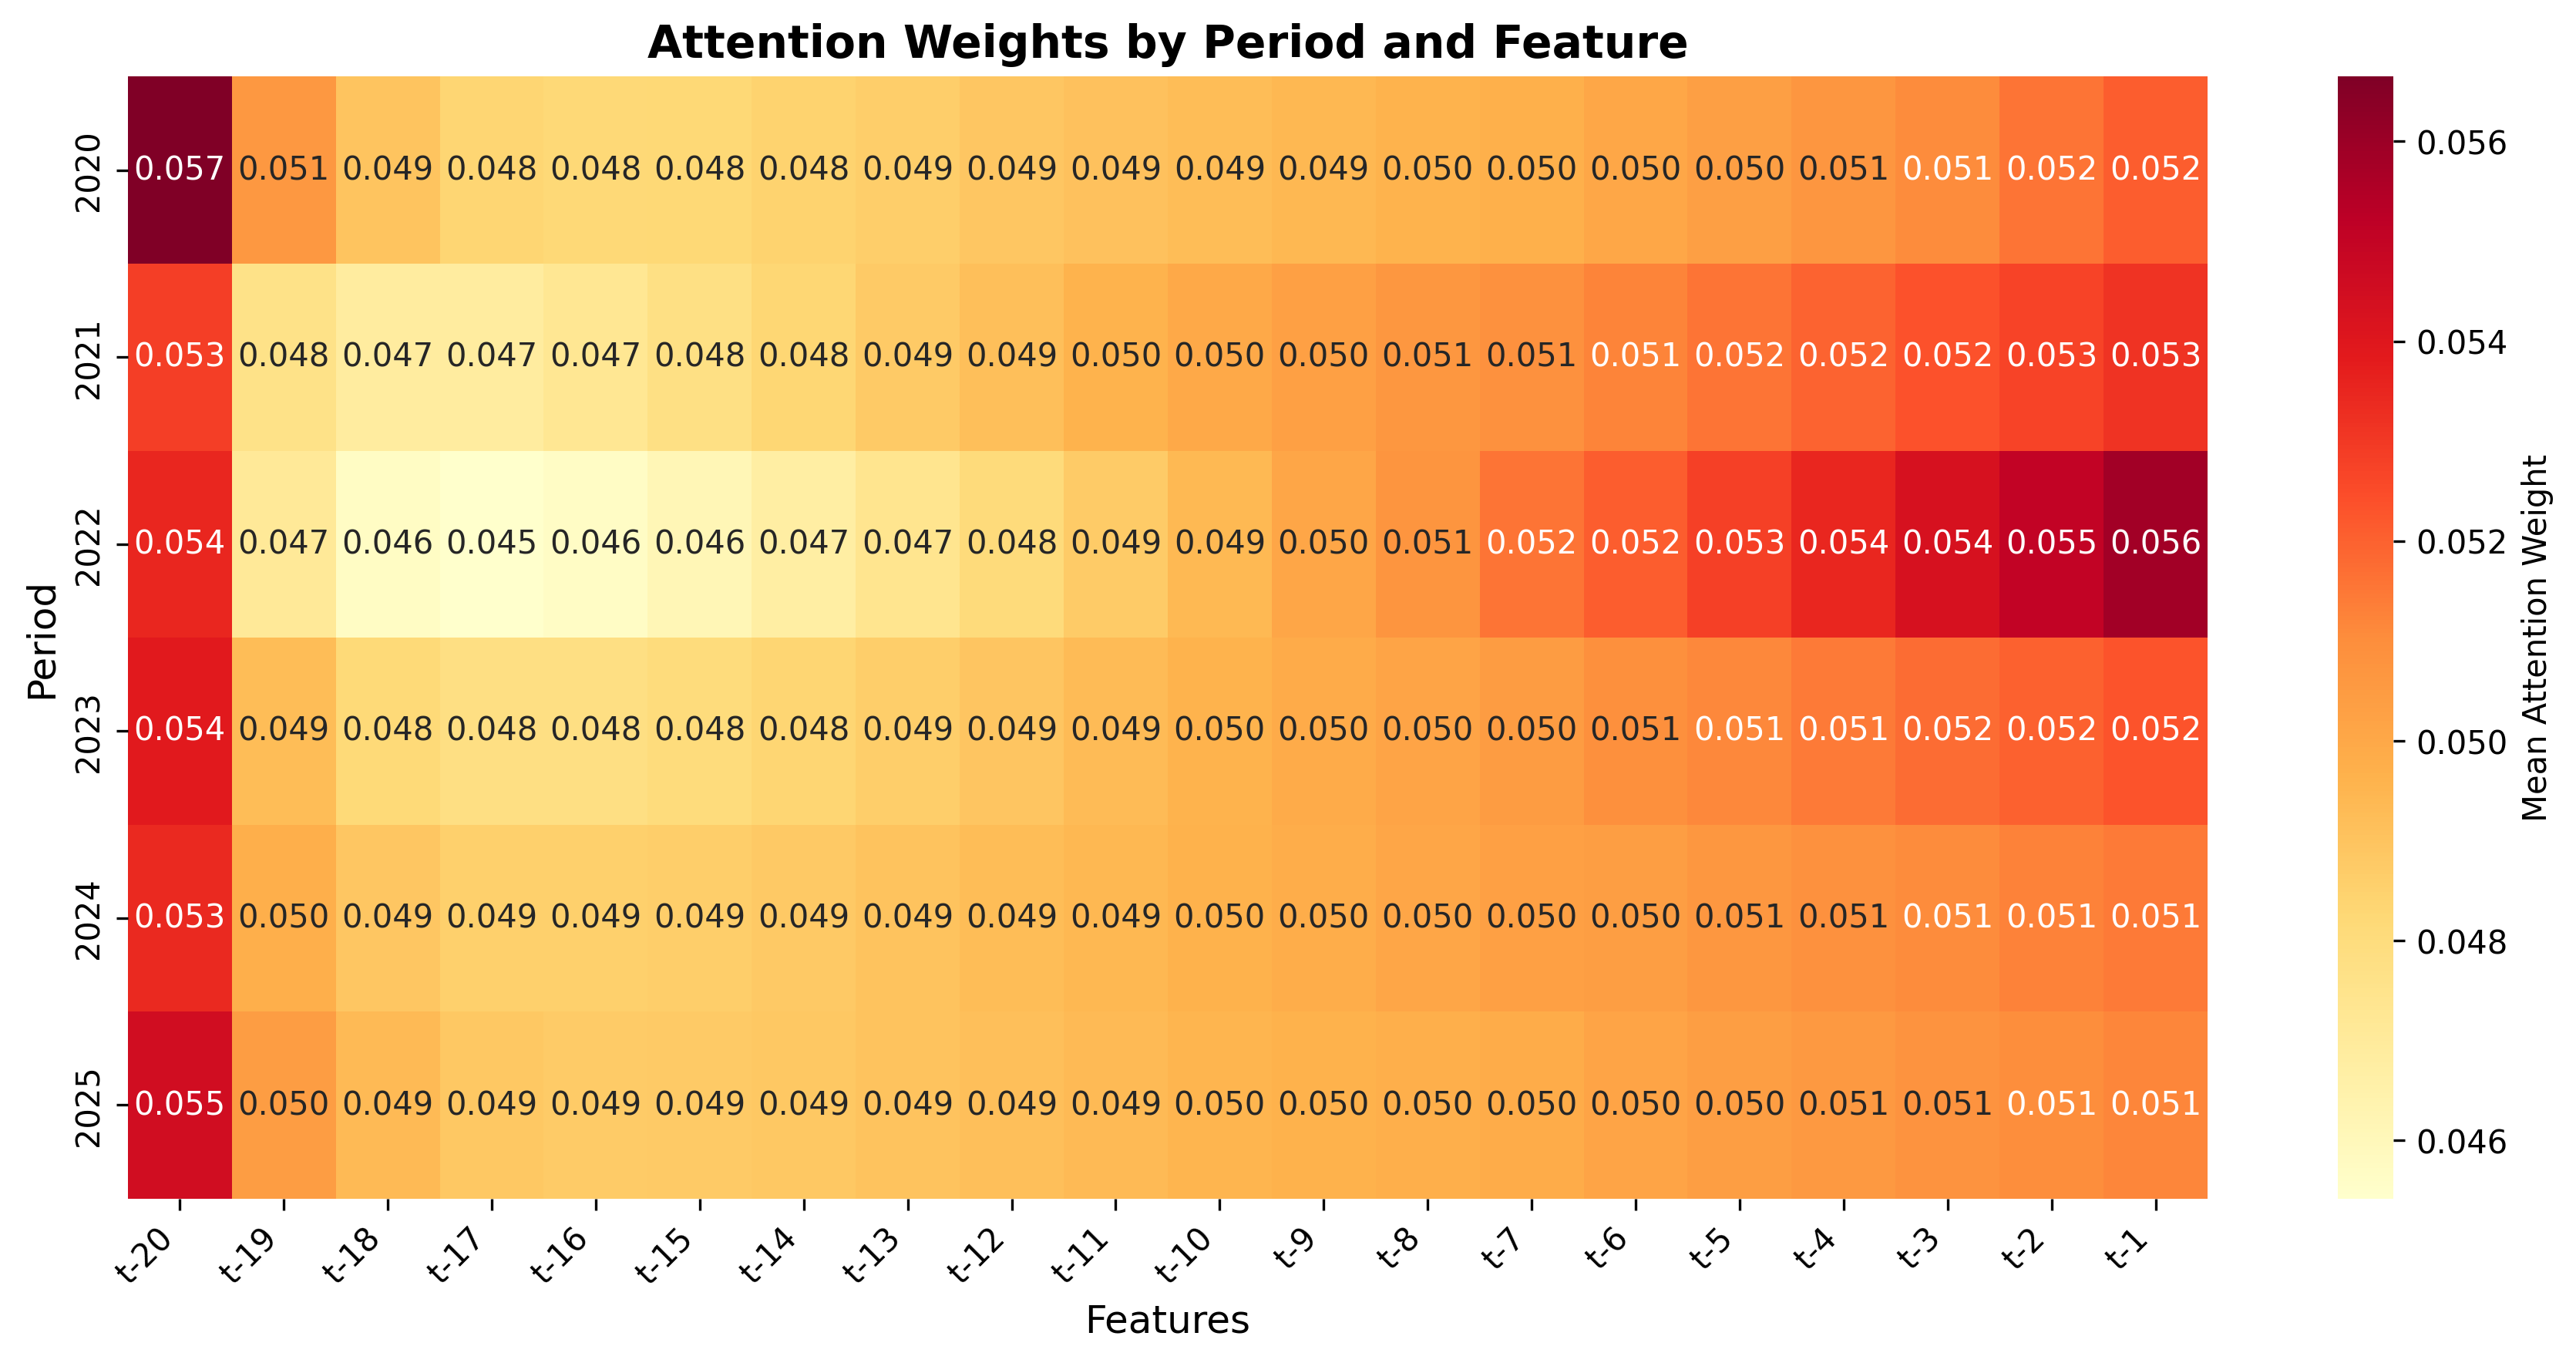 Attention Weights by Period and Feature
Period
2020 0.057 0.051 0.049 0.048 0.048 0.048 0.048 0.049 0.049 0.049 0.049 0.049 0.050 0.050 0.050 0.050 0.051 0.051 0.052 0.052
2021 0.053 0.048 0.047 0.047 0.047 0.048 0.048 0.049 0.049 0.050 0.050 0.050 0.051 0.051 0.051 0.052 0.052 0.052 0.053 0.053
2022 0.054 0.047 0.046 0.045 0.046 0.046 0.047 0.047 0.048 0.049 0.049 0.050 0.051 0.052 0.052 0.053 0.054 0.054 0.055 0.056
2023 0.054 0.049 0.048 0.048 0.048 0.048 0.048 0.049 0.049 0.049 0.050 0.050 0.050 0.050 0.051 0.051 0.051 0.052 0.052 0.052
2024 0.053 0.050 0.049 0.049 0.049 0.049 0.049 0.049 0.049 0.049 0.050 0.050 0.050 0.050 0.050 0.051 0.051 0.051 0.051 0.051
2025 0.055 0.050 0.049 0.049 0.049 0.049 0.049 0.049 0.049 0.049 0.050 0.050 0.050 0.050 0.050 0.050 0.051 0.051 0.051 0.051
t-20 t-19 t-18 t-17 t-16 t-15 t-14 t-13 t-12 t-11 t-10 t-9 t-8 t-7 t-6 t-5 t-4 t-3 t-2 t-1
Features
0.056
0.054
0.052
0.050
0.048
0.046
Mean Attention Weight